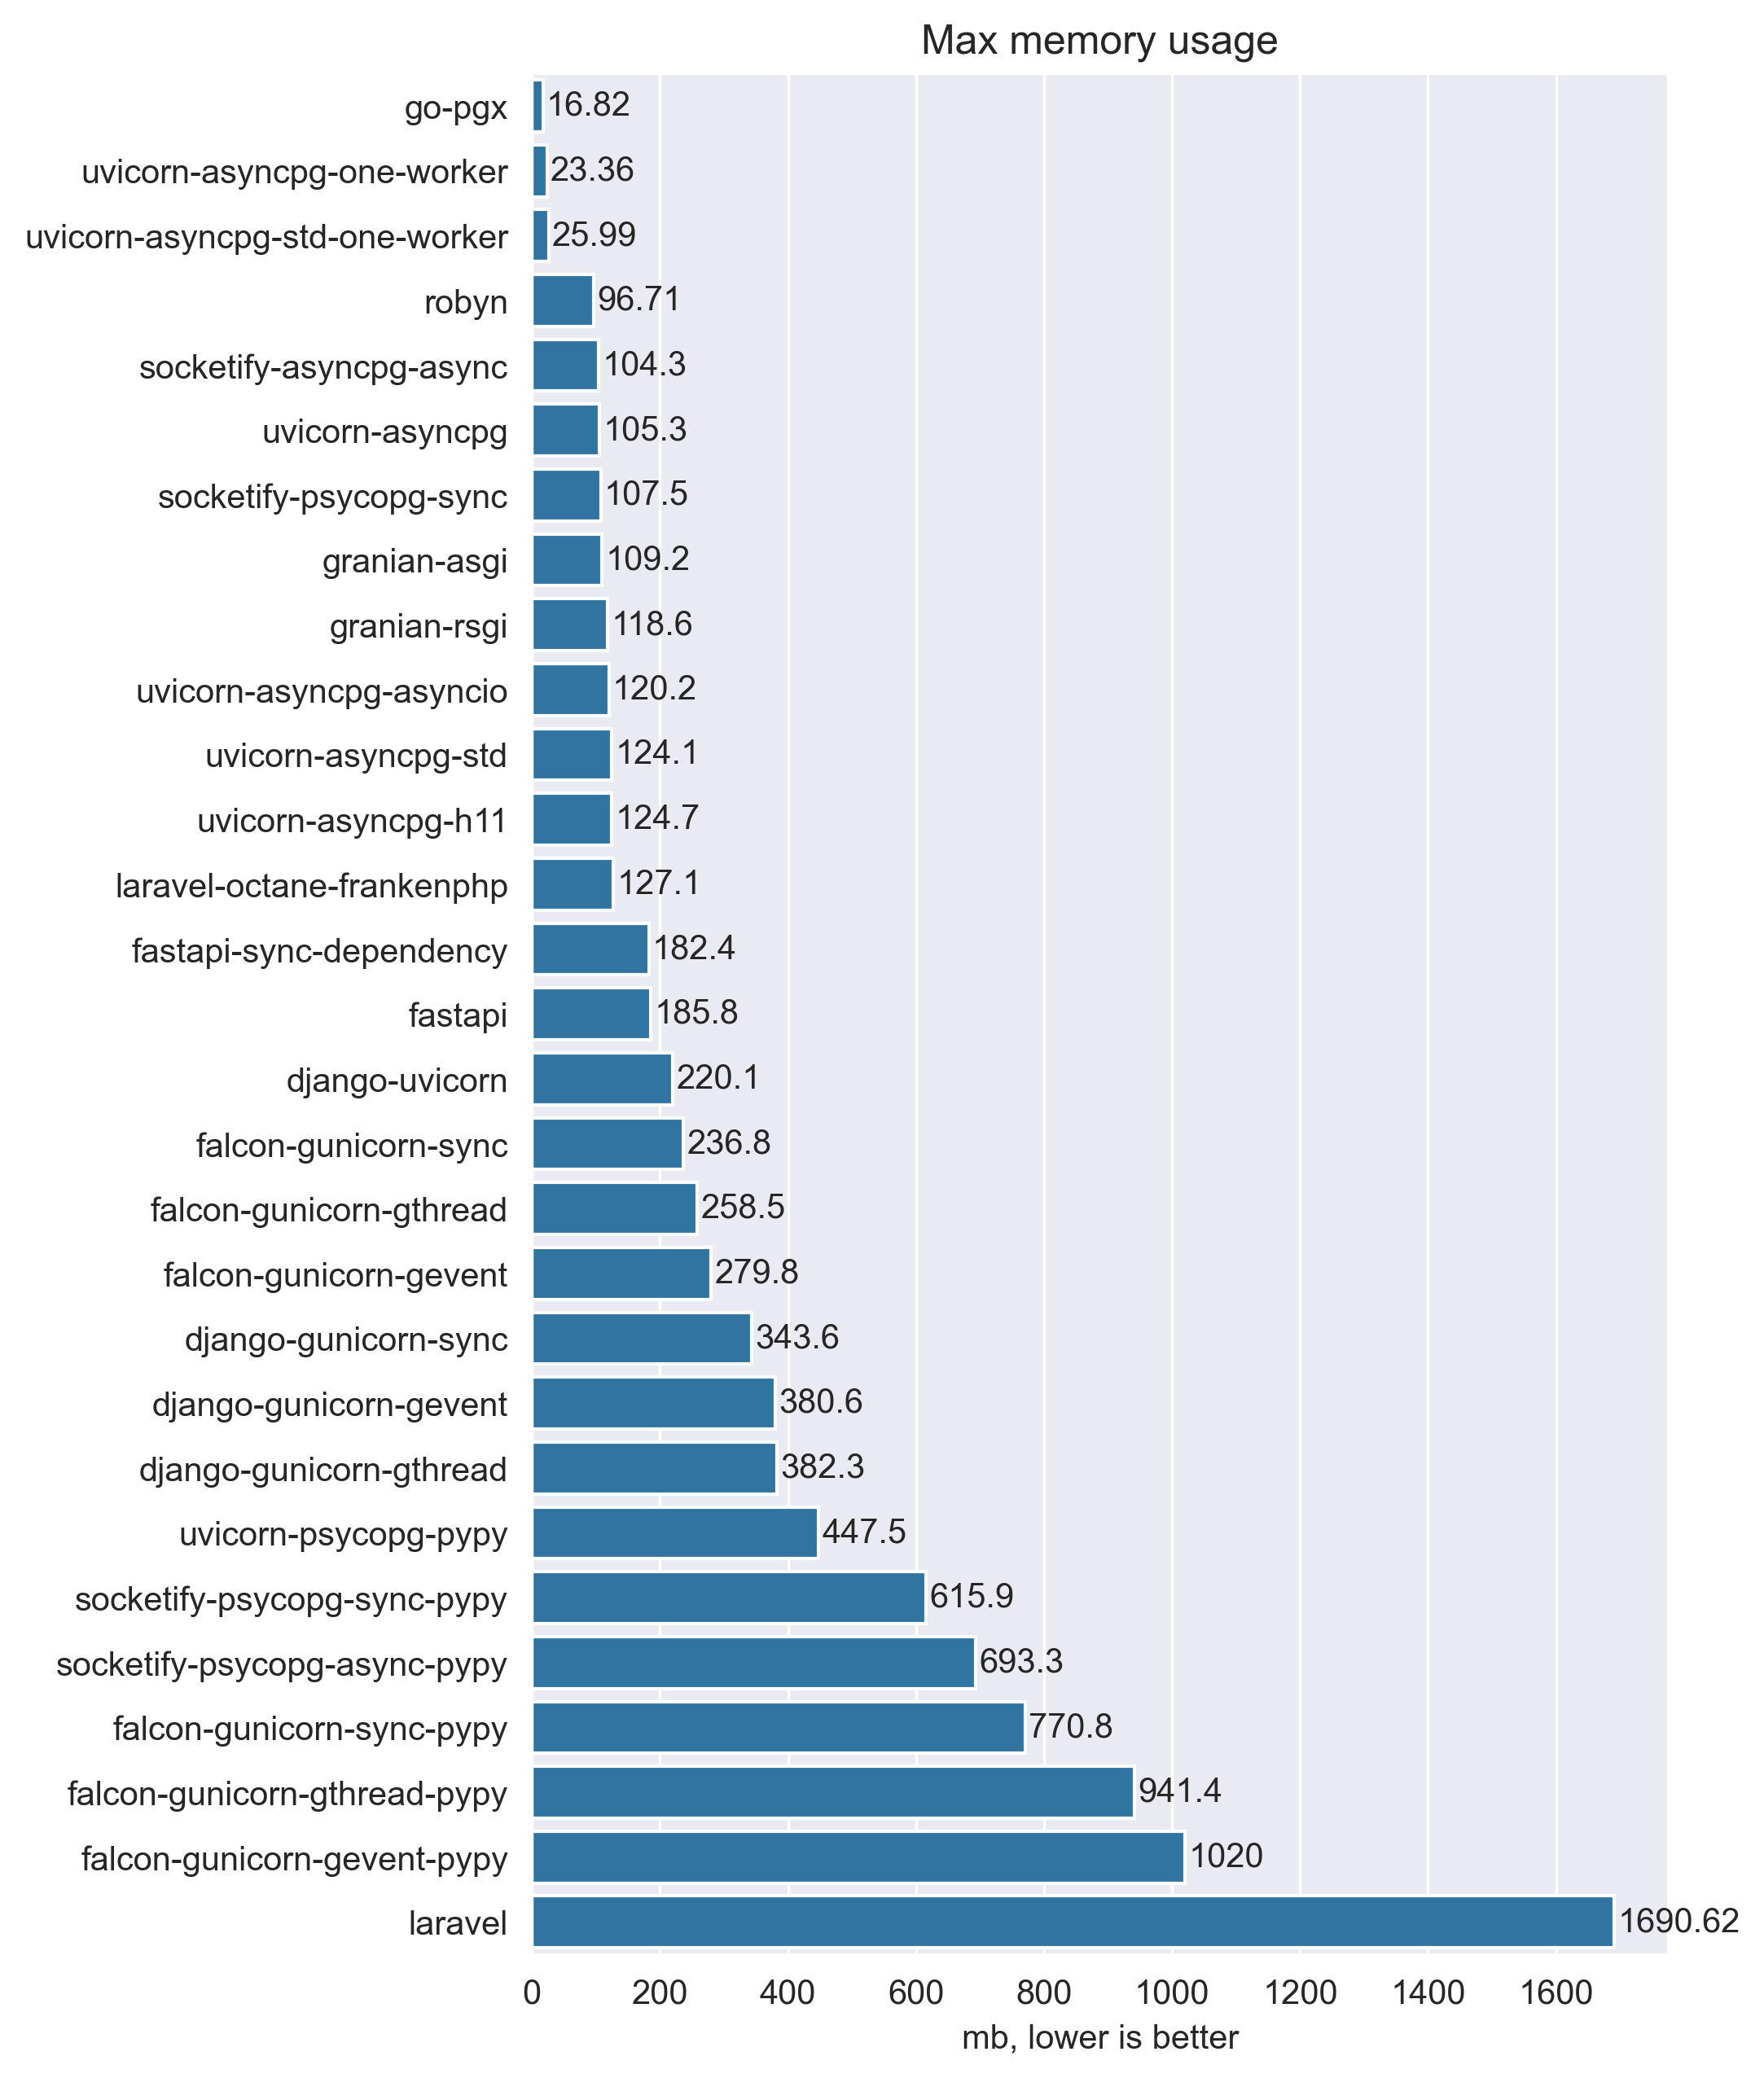 Max memory usage
go-pgx 16.82
uvicorn-asyncpg-one-worker 23.36
uvicorn-asyncpg-std-one-worker 25.99
robyn 96.71
socketify-asyncpg-async 104.3
uvicorn-asyncpg 105.3
socketify-psycopg-sync 107.5
granian-asgi 109.2
granian-rsgi 118.6
uvicorn-asyncpg-asyncio 120.2
uvicorn-asyncpg-std 124.1
uvicorn-asyncpg-h11 124.7
laravel-octane-frankenphp 127.1
fastapi-sync-dependency 182.4
fastapi 185.8
django-uvicorn 220.1
falcon-gunicorn-sync 236.8
falcon-gunicorn-gthread 258.5
falcon-gunicorn-gevent 279.8
django-gunicorn-sync 343.6
django-gunicorn-gevent 380.6
django-gunicorn-gthread 382.3
uvicorn-psycopg-pypy 447.5
socketify-psycopg-sync-pypy 615.9
socketify-psycopg-async-pypy 693.3
falcon-gunicorn-sync-pypy 770.8
falcon-gunicorn-gthread-pypy 941.4
falcon-gunicorn-gevent-pypy 1020
laravel 1690.62
0 200 400 600 800 1000 1200 1400 1600
mb, lower is better